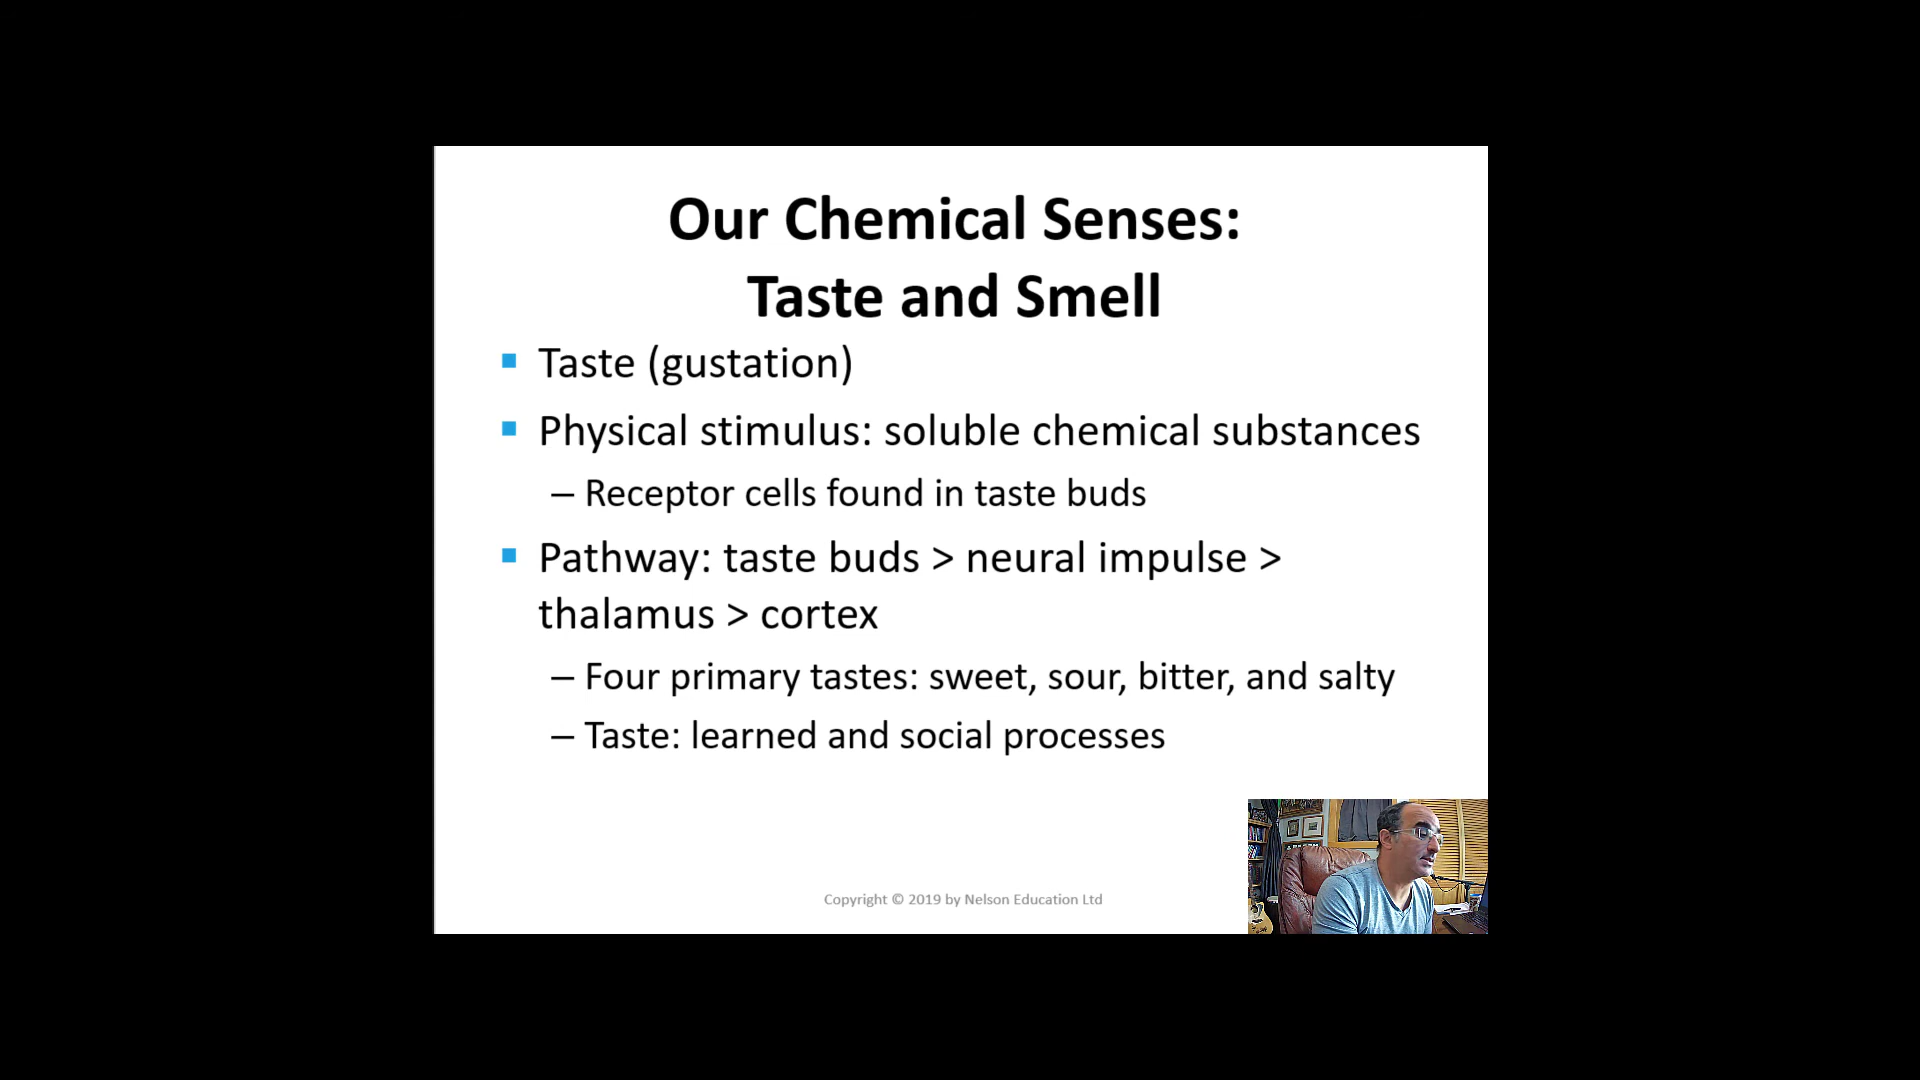 Our Chemical Senses:
Taste and Smell
Taste (gustation)
Physical stimulus: soluble chemical substances
– Receptor cells found in taste buds
Pathway: taste buds > neural impulse >
thalamus > cortex
– Four primary tastes: sweet, sour, bitter, and salty
– Taste: learned and social processes
Copyright © 2019 by Nelson Education Ltd